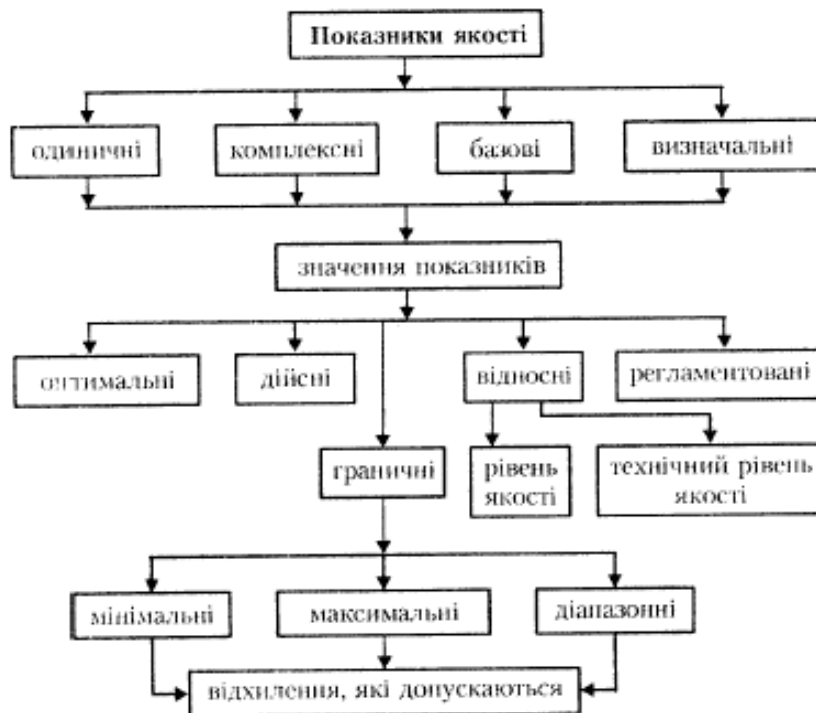 Показники якості
одиничні
комплексні
базові
визначальні
значення показників
оптимальні
дійсні
відносні
регламентовані
граничні
рівень
якості
технічний рівень
якості
мінімальні
максимальні
діапазонні
відхилення, які допускаються